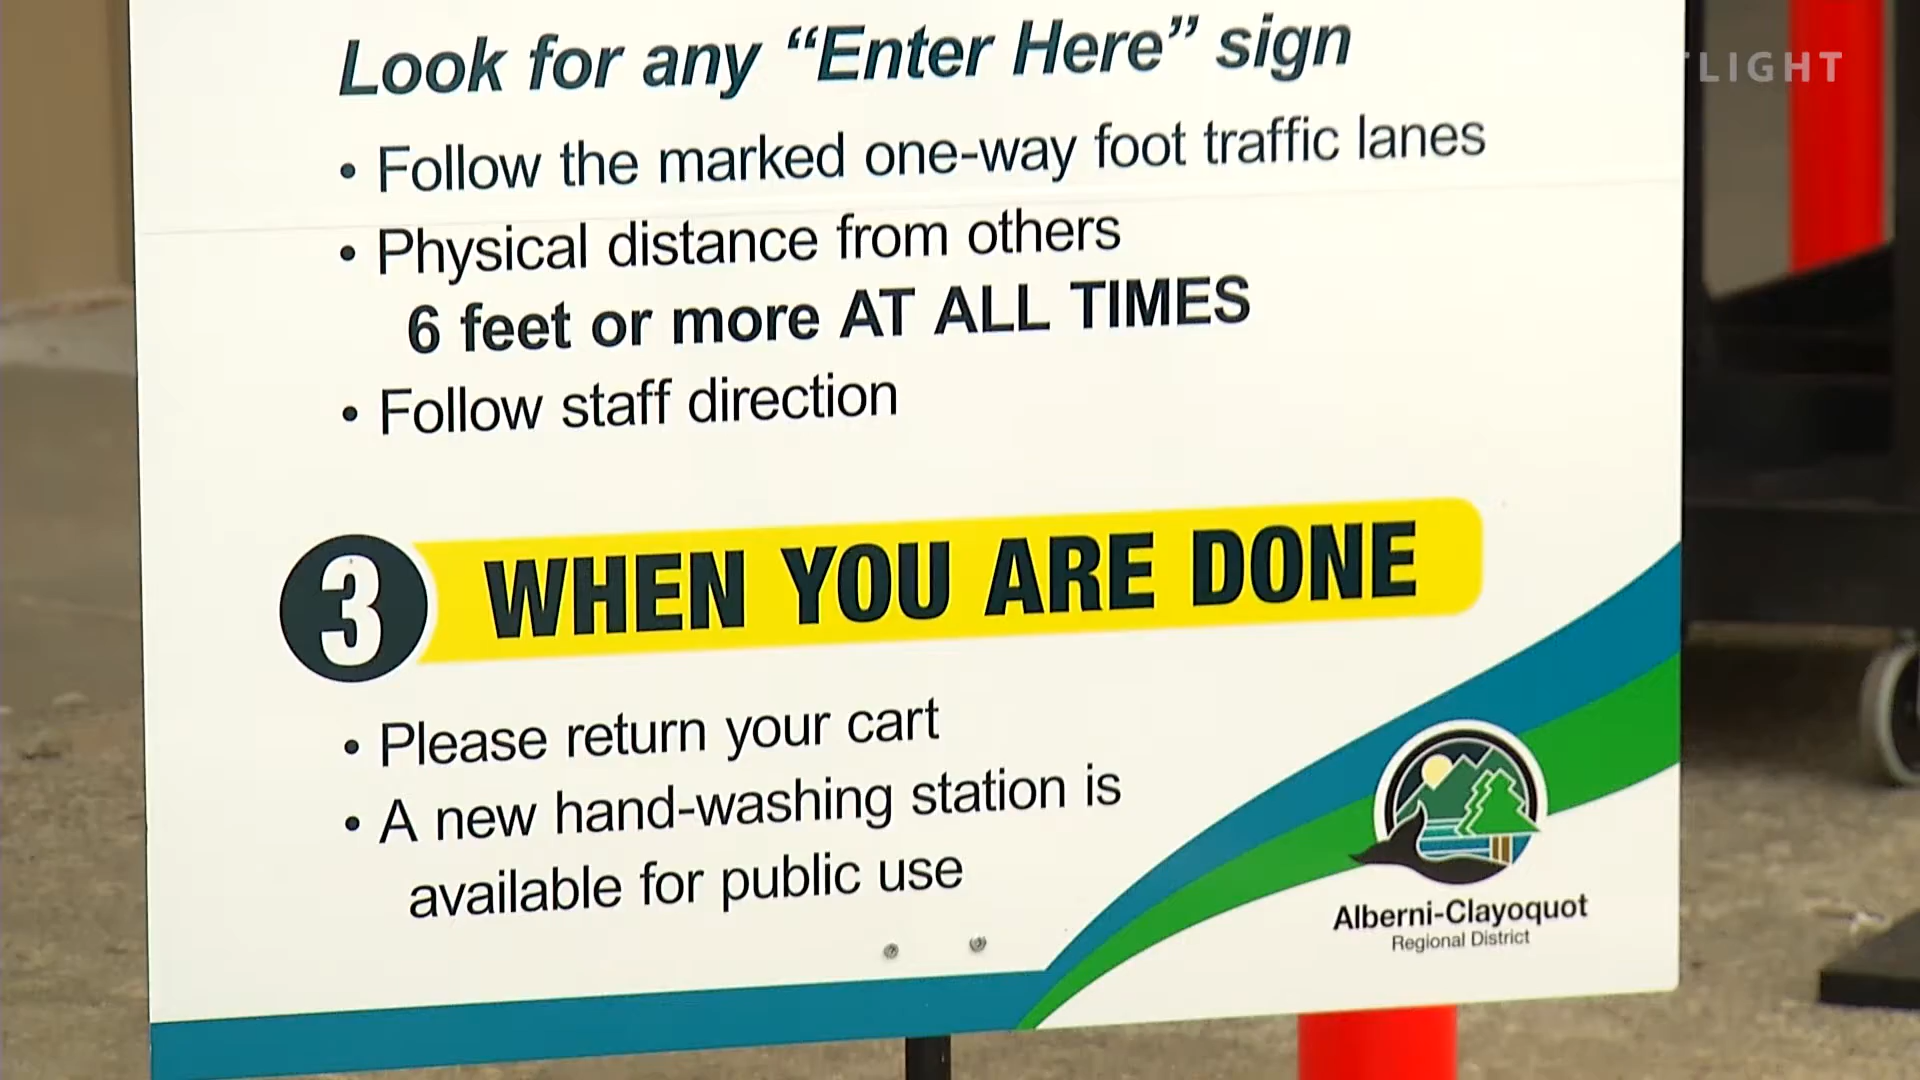 Look for any “Enter Here” sign
TLIGHT
• Follow the marked one-way foot traffic lanes
• Physical distance from others
6 feet or more AT ALL TIMES
• Follow staff direction
3 WHEN YOU ARE DONE
• Please return your cart
• A new hand-washing station is
available for public use
Alberni-Clayoquot
Regional District